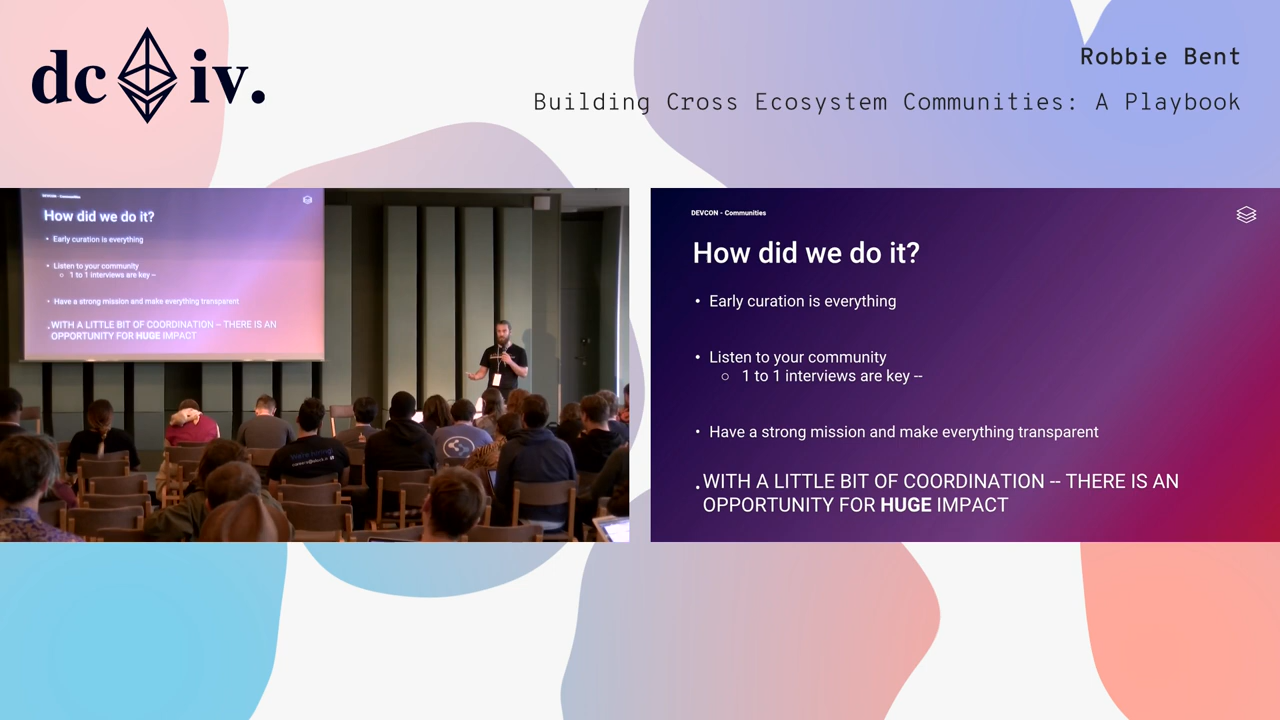 dc iv.
Robbie Bent
Building Cross Ecosystem Communities: A Playbook
DEVCON - Communities
How did we do it?
• Early curation is everything
• Listen to your community
○ 1 to 1 interviews are key --
• Have a strong mission and make everything transparent
• WITH A LITTLE BIT OF COORDINATION -- THERE IS AN
OPPORTUNITY FOR HUGE IMPACT
DEVCON - Communities
How did we do it?
• Early curation is everything
• Listen to your community
○ 1 to 1 interviews are key --
• Have a strong mission and make everything transparent
• WITH A LITTLE BIT OF COORDINATION -- THERE IS AN
OPPORTUNITY FOR HUGE IMPACT